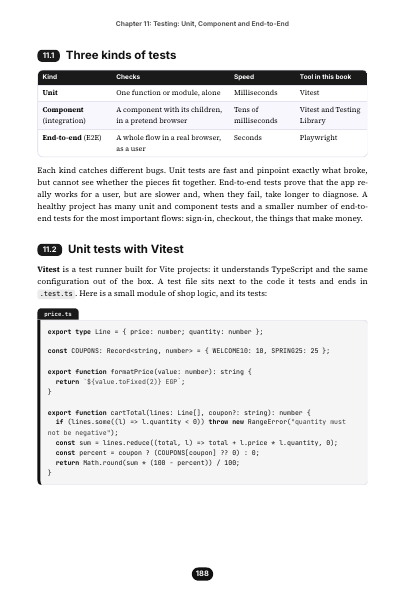 Chapter 11: Testing: Unit, Component and End-to-End
11.1 Three kinds of tests
Kind Checks Speed Tool in this book
Unit One function or module, alone Milliseconds Vitest
Component A component with its children, Tens of Vitest and Testing
(integration) in a pretend browser milliseconds Library
End-to-end (E2E) A whole flow in a real browser, Seconds Playwright
as a user
Each kind catches different bugs. Unit tests are fast and pinpoint exactly what broke,
but cannot see whether the pieces fit together. End-to-end tests prove that the app re-
ally works for a user, but are slower and, when they fail, take longer to diagnose. A
healthy project has many unit and component tests and a smaller number of end-to-
end tests for the most important flows: sign-in, checkout, the things that make money.
11.2 Unit tests with Vitest
Vitest is a test runner built for Vite projects: it understands TypeScript and the same
configuration out of the box. A test file sits next to the code it tests and ends in
.test.ts. Here is a small module of shop logic, and its tests:
price.ts
export type Line = { price: number; quantity: number };
const COUPONS: Record<string, number> = { WELCOME10: 10, SPRING25: 25 };
export function formatPrice(value: number): string {
return `${value.toFixed(2)} EGP`;
}
export function cartTotal(lines: Line[], coupon?: string): number {
if (lines.some((l) => l.quantity < 0)) throw new RangeError("quantity must
not be negative");
const sum = lines.reduce((total, l) => total + l.price * l.quantity, 0);
const percent = coupon ? (COUPONS[coupon] ?? 0) : 0;
return Math.round(sum * (100 - percent)) / 100;
}
188